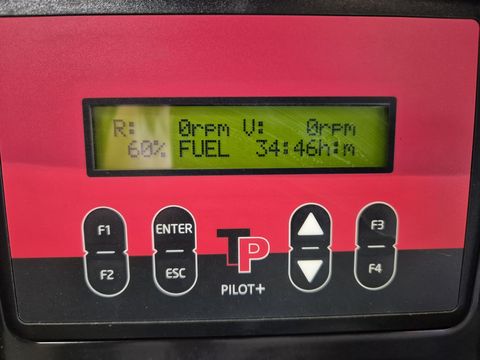 R: 0rpm V: 0rpm
60% FUEL 34:46h:m
F1 ENTER F3
F2 ESC TP F4
PILOT+